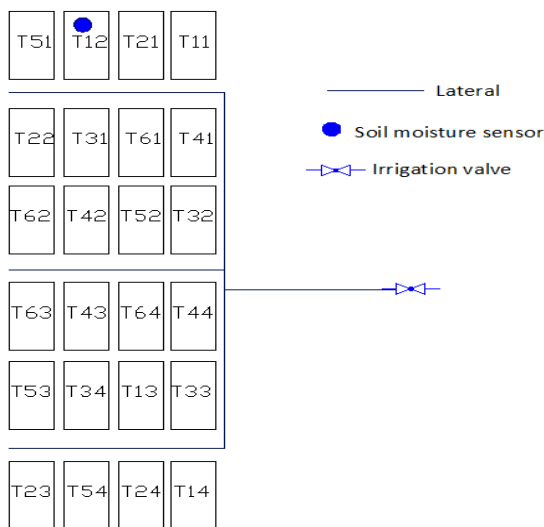 T51 T12 T21 T11
Lateral
Soil moisture sensor
T22 T31 T61 T41
Irrigation valve
T62 T42 T52 T32
T63 T43 T64 T44
T53 T34 T13 T33
T23 T54 T24 T14